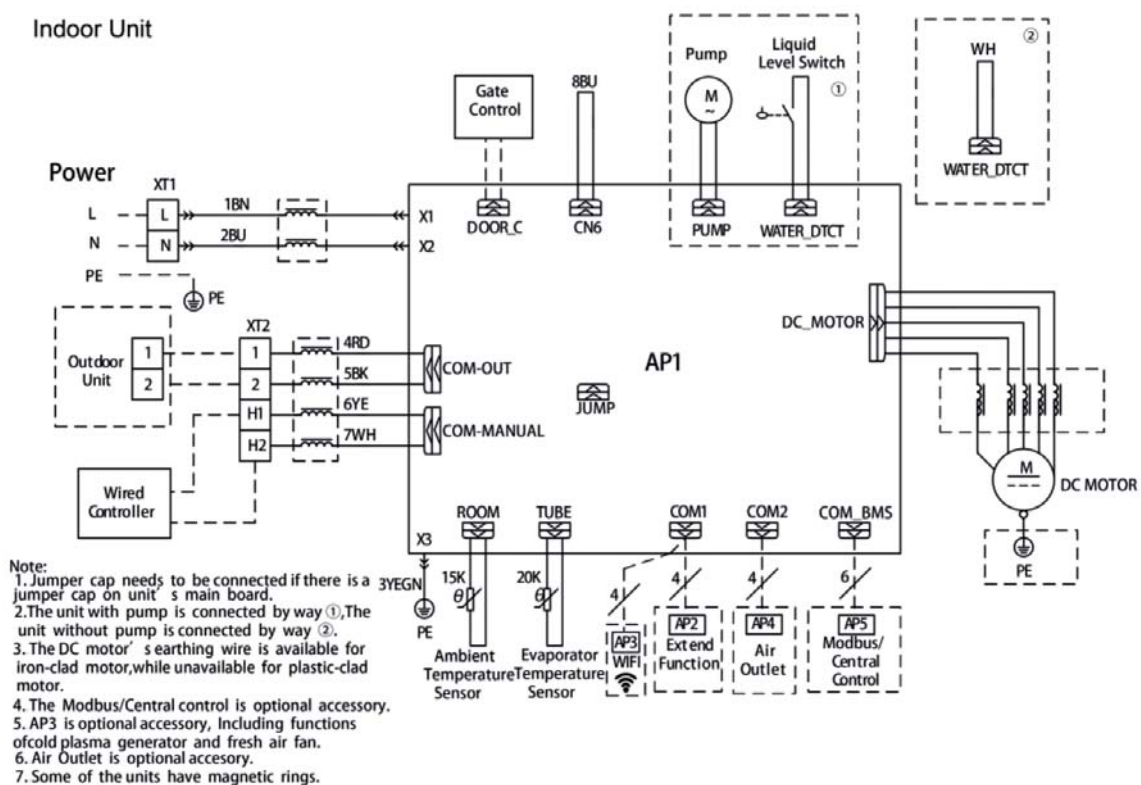 Indoor Unit
Gate
Control
DOOR_C
8BU
CN6
Pump
M
~
PUMP
Liquid
Level Switch
①
WATER_DTCT
②
WH
WATER_DTCT
Power
XT1
L
L
1BN
X1
N
N
2BU
X2
PE
PE
Outdoor
Unit
1
2
XT2
1
4RD
2
5BK
COM-OUT
H1
6YE
H2
7WH
COM-MANUAL
Wired
Controller
AP1
JUMP
DC_MOTOR
M
DC MOTOR
PE
X3
3YEGN
PE
ROOM
15K
θ
Ambient
Temperature
Sensor
TUBE
20K
θ
Evaporator
Temperature
Sensor
COM1
4
AP3
WIFI
4
AP2
Extend
Function
COM2
4
AP4
Air
Outlet
COM_BMS
6
AP5
Modbus/
Central
Control
Note:
1. Jumper cap needs to be connected if there is a
jumper cap on unit's main board.
2.The unit with pump is connected by way ①,The
unit without pump is connected by way ②.
3. The DC motor's earthing wire is available for
iron-clad motor,while unavailable for plastic-clad
motor.
4. The Modbus/Central control is optional accessory.
5. AP3 is optional accessory, Including functions
ofcold plasma generator and fresh air fan.
6. Air Outlet is optional accesory.
7. Some of the units have magnetic rings.